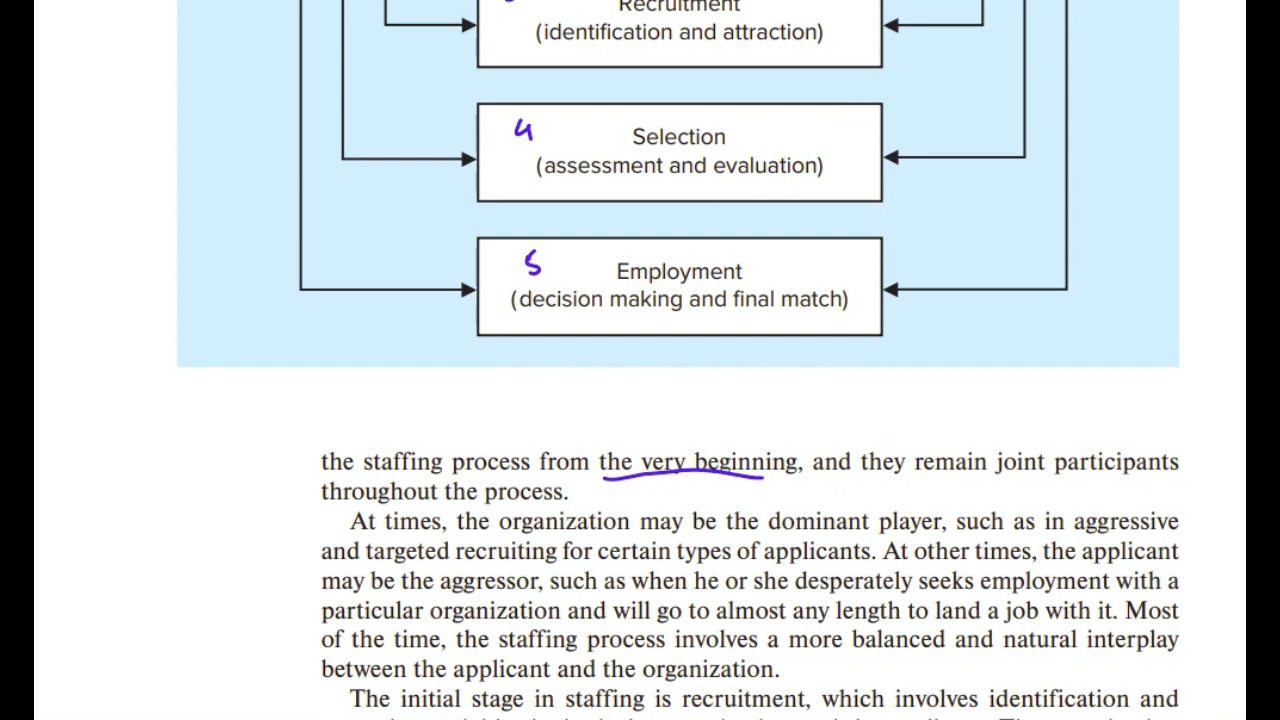 Recruitment
(identification and attraction)
4
Selection
(assessment and evaluation)
5
Employment
(decision making and final match)
the staffing process from the very beginning, and they remain joint participants
throughout the process.
At times, the organization may be the dominant player, such as in aggressive
and targeted recruiting for certain types of applicants. At other times, the applicant
may be the aggressor, such as when he or she desperately seeks employment with a
particular organization and will go to almost any length to land a job with it. Most
of the time, the staffing process involves a more balanced and natural interplay
between the applicant and the organization.
The initial stage in staffing is recruitment, which involves identification and